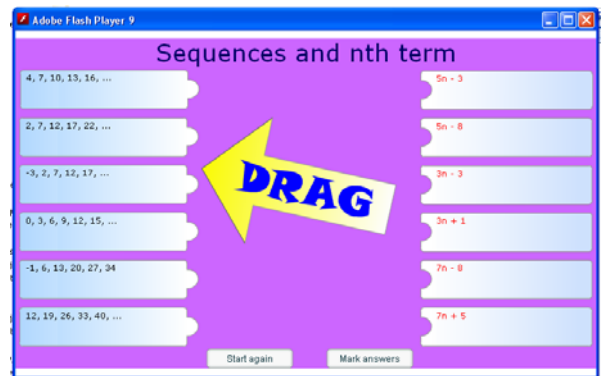 Adobe Flash Player 9
Sequences and nth term
4, 7, 10, 13, 16, ...
5n - 3
2, 7, 12, 17, 22, ...
5n - 8
-3, 2, 7, 12, 17, ...
3n - 3
DRAG
0, 3, 6, 9, 12, 15, ...
3n + 1
-1, 6, 13, 20, 27, 34
7n - 8
12, 19, 26, 33, 40, ...
7n + 5
Start again
Mark answers